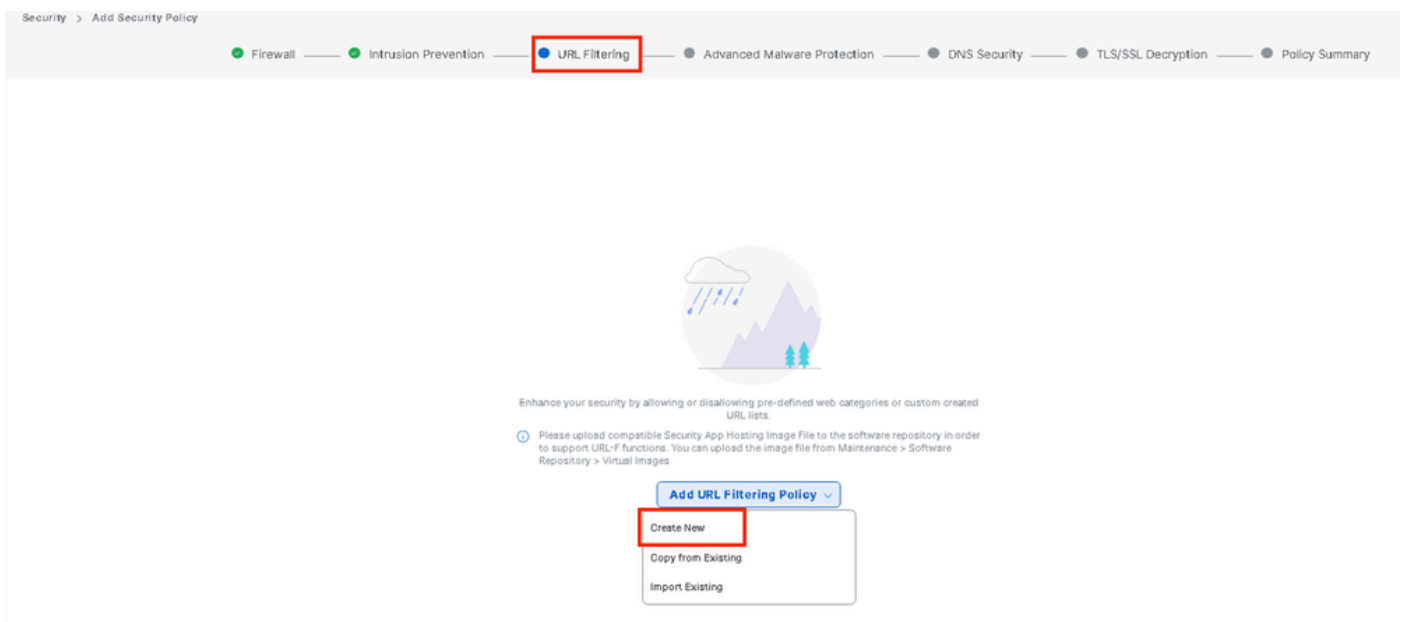 Security > Add Security Policy
Firewall Intrusion Prevention URL Filtering Advanced Malware Protection DNS Security TLS/SSL Decryption Policy Summary
Enhance your security by allowing or disallowing pre-defined web categories or custom created
URL lists.
Please upload compatible Security App Hosting Image File to the software repository in order
to support URL-F functions. You can upload the image file from Maintenance > Software
Repository > Virtual Images
Add URL Filtering Policy
Create New
Copy from Existing
Import Existing